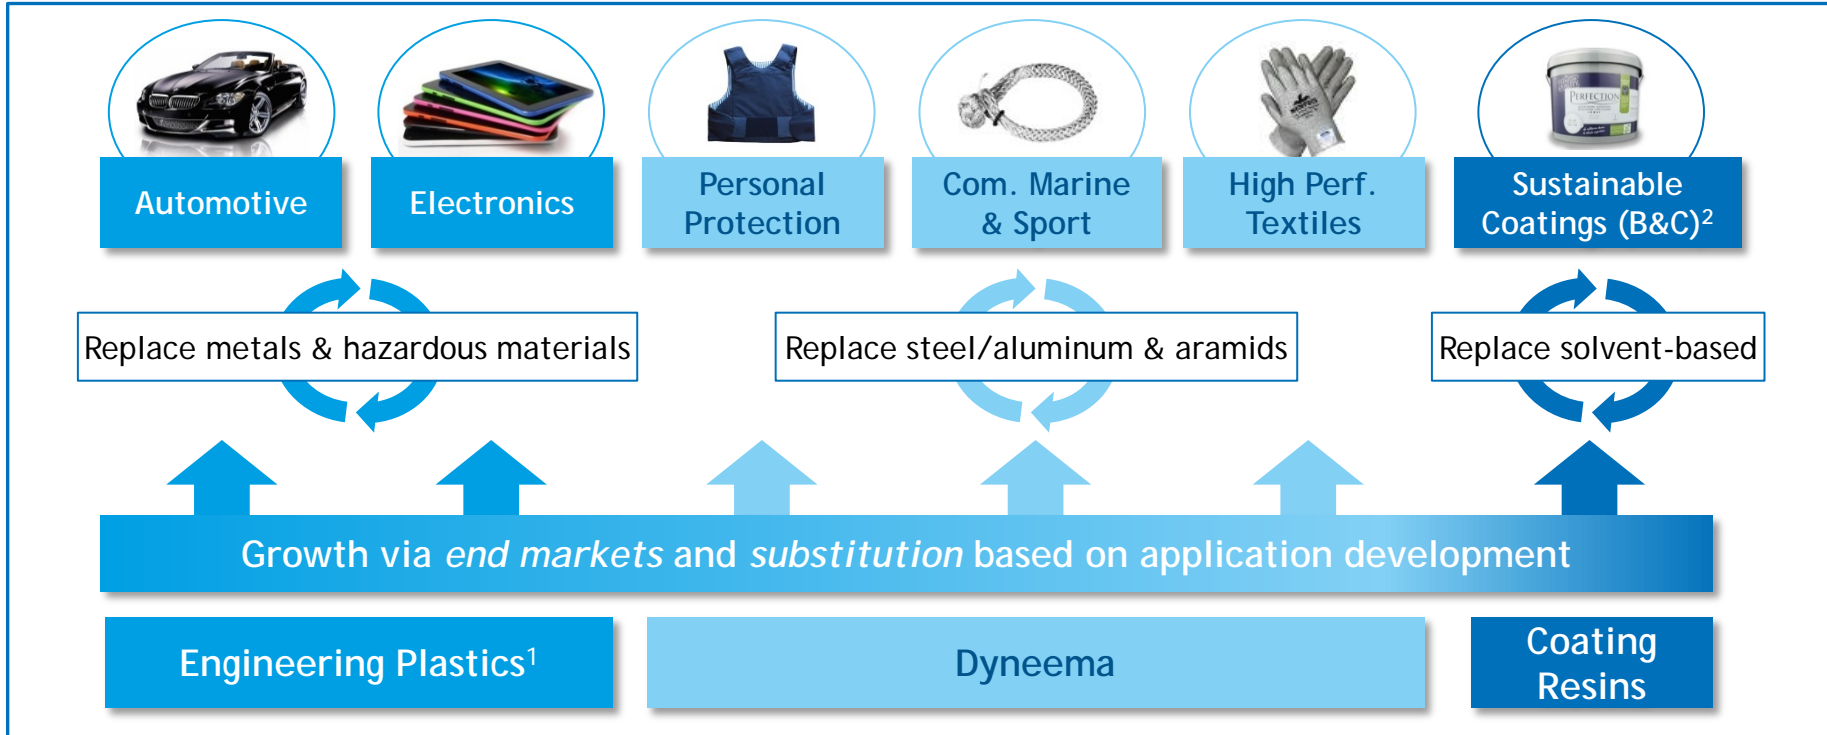 PERFECTION
Automotive
Electronics
Personal
Protection
Com. Marine
& Sport
High Perf.
Textiles
Sustainable
Coatings (B&C)²
Replace metals & hazardous materials
Replace steel/aluminum & aramids
Replace solvent-based
Growth via end markets and substitution based on application development
Engineering Plastics¹
Dyneema
Coating
Resins